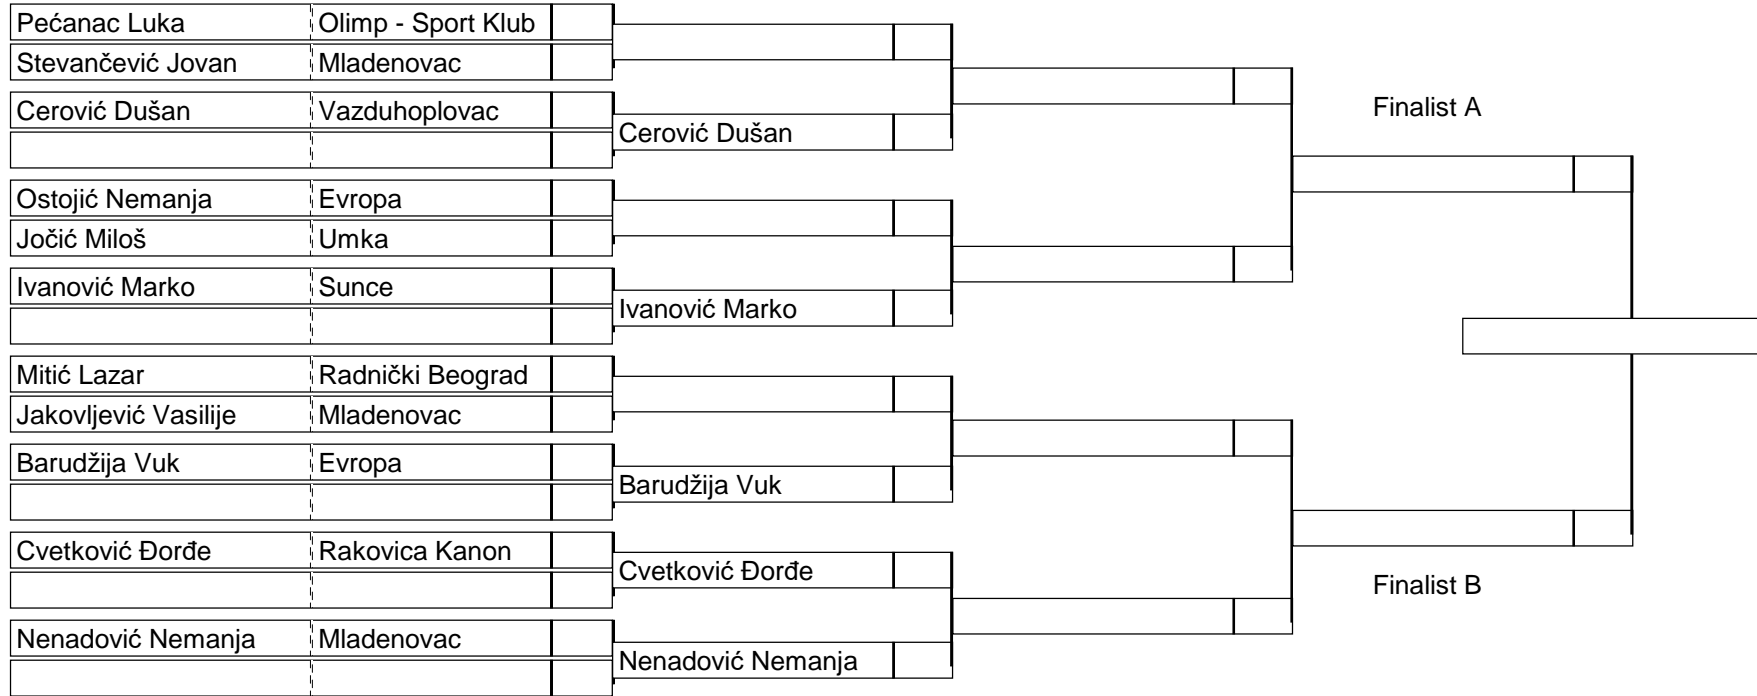 Pećanac Luka Olimp - Sport Klub
Stevančević Jovan Mladenovac
Cerović Dušan Vazduhoplovac
Cerović Dušan
Ostojić Nemanja Evropa
Jočić Miloš Umka
Ivanović Marko Sunce
Ivanović Marko
Mitić Lazar Radnički Beograd
Jakovljević Vasilije Mladenovac
Barudžija Vuk Evropa
Barudžija Vuk
Cvetković Đorđe Rakovica Kanon
Cvetković Đorđe
Nenadović Nemanja Mladenovac
Nenadović Nemanja
Finalist A
Finalist B